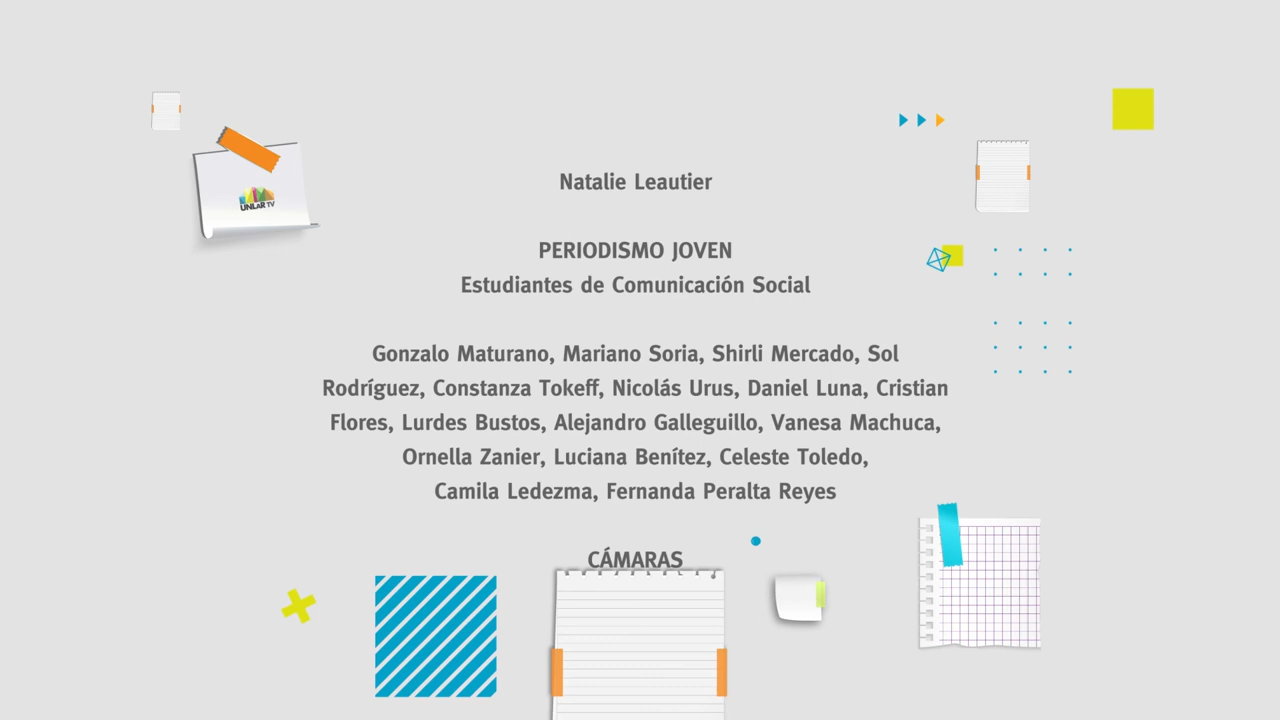 UNLAR TV
Natalie Leautier
PERIODISMO JOVEN
Estudiantes de Comunicación Social
Gonzalo Maturano, Mariano Soria, Shirli Mercado, Sol
Rodríguez, Constanza Tokeff, Nicolás Urus, Daniel Luna, Cristian
Flores, Lurdes Bustos, Alejandro Galleguillo, Vanesa Machuca,
Ornella Zanier, Luciana Benítez, Celeste Toledo,
Camila Ledezma, Fernanda Peralta Reyes
CÁMARAS